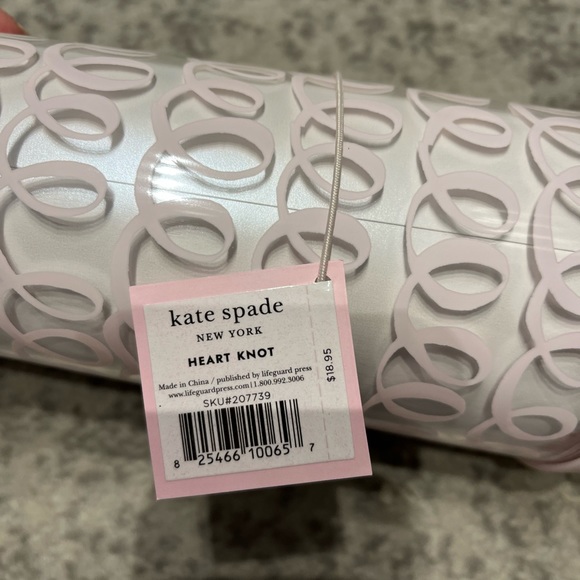 kate spade
NEW YORK
HEART KNOT
Made in China / published by lifeguard press
www.lifeguardpress.com | 1.800.992.3006
SKU#207739
8 25466 10065 7
$18.95